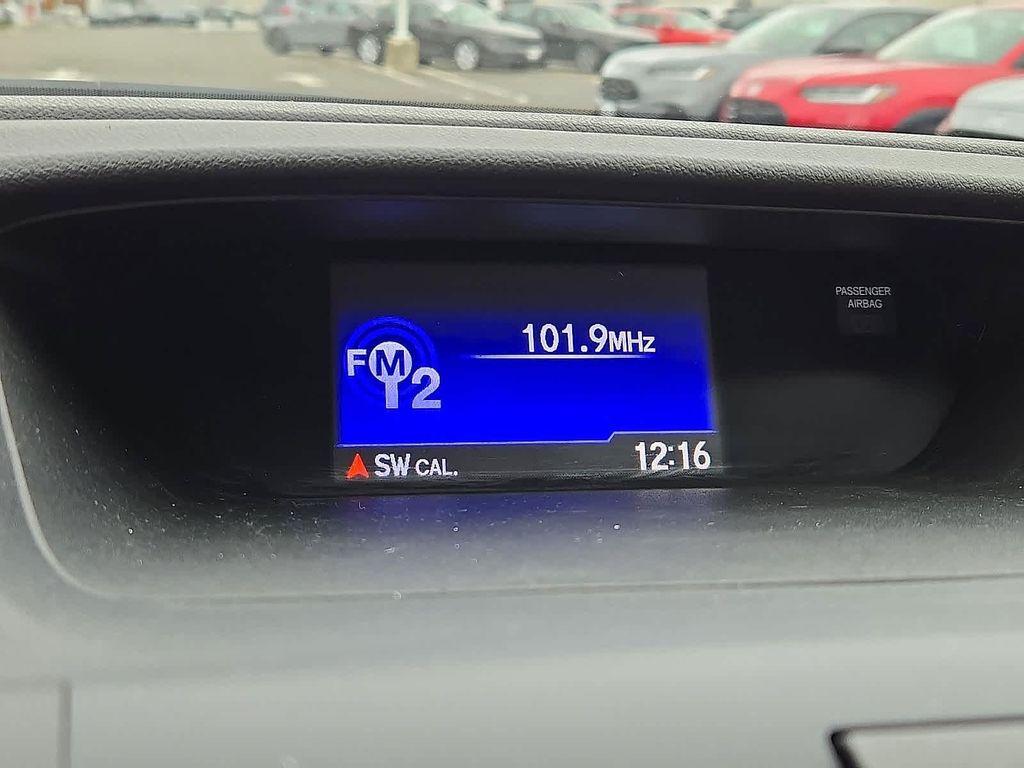 PASSENGER
AIRBAG
101.9MHz
FM2
SW CAL.
12:16